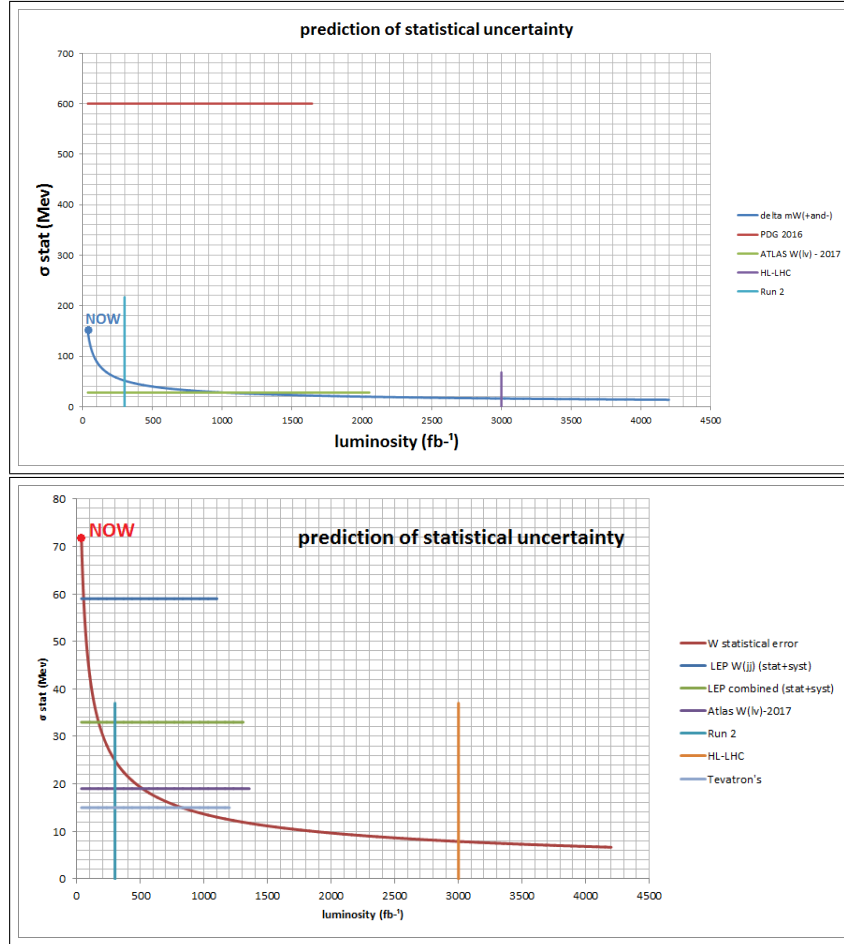 prediction of statistical uncertainty
700
600
500
400
300
200
100
0
σ stat (Mev)
NOW
0 500 1000 1500 2000 2500 3000 3500 4000 4500
luminosity (fb-¹)
delta mW(+and-)
PDG 2016
ATLAS W(lv) - 2017
HL-LHC
Run 2
prediction of statistical uncertainty
80
70
60
50
40
30
20
10
0
σ stat (Mev)
NOW
0 500 1000 1500 2000 2500 3000 3500 4000 4500
luminosity (fb-¹)
W statistical error
LEP W(jj) (stat+syst)
LEP combined (stat+syst)
Atlas W(lv)-2017
Run 2
HL-LHC
Tevatron's